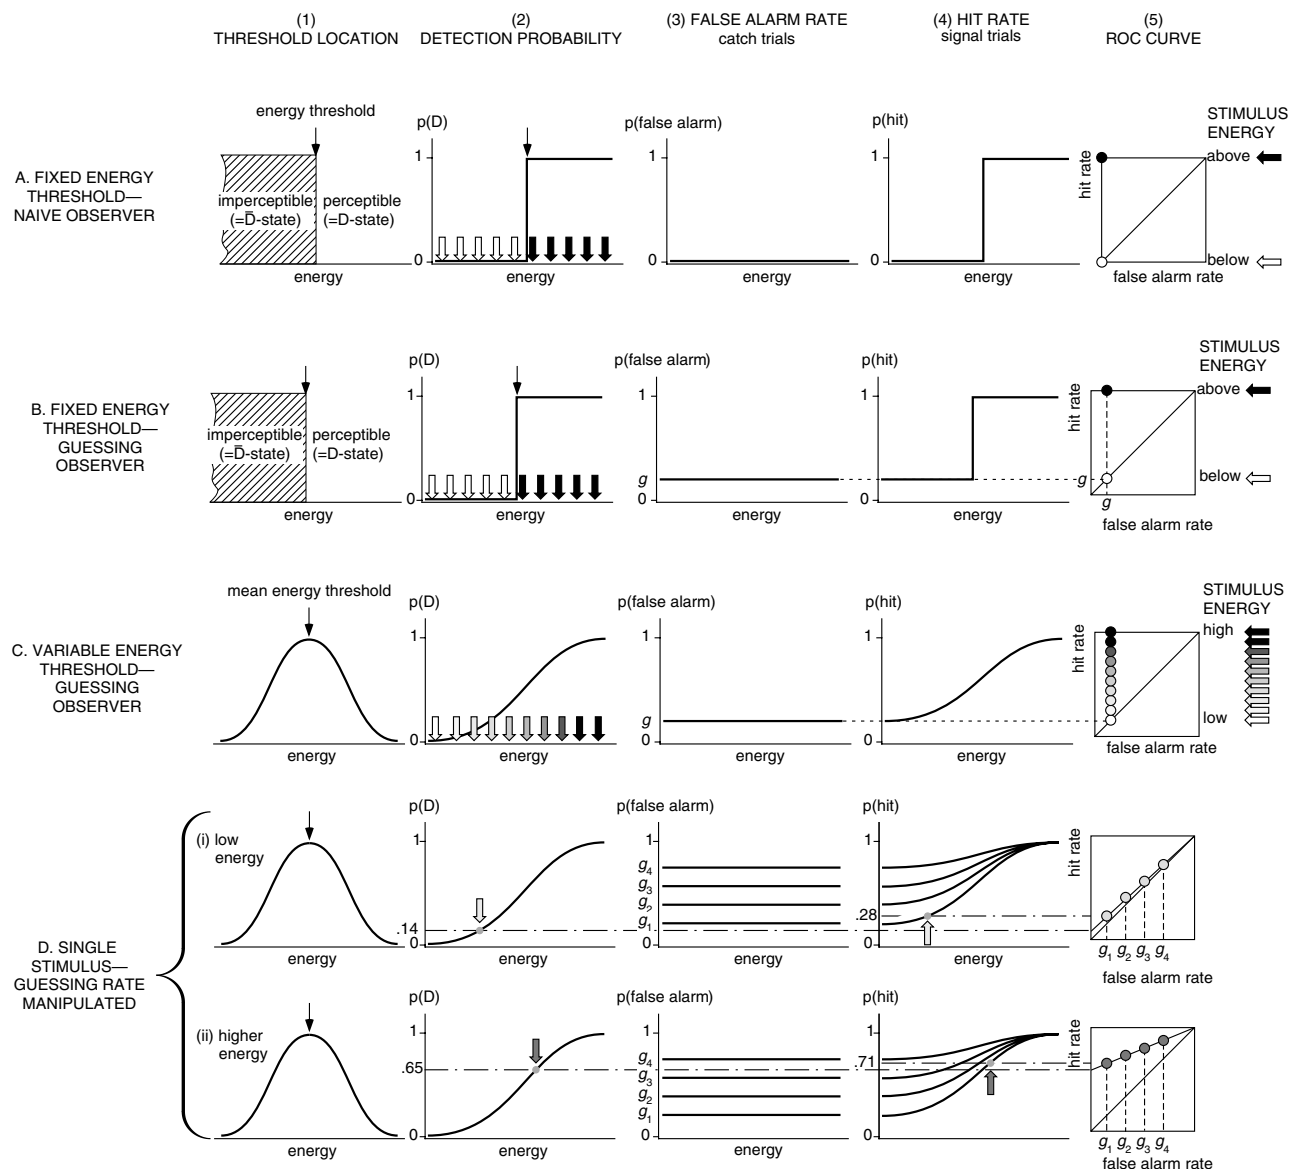 (1)
THRESHOLD LOCATION
(2)
DETECTION PROBABILITY
(3) FALSE ALARM RATE
catch trials
(4) HIT RATE
signal trials
(5)
ROC CURVE
A. FIXED ENERGY
THRESHOLD—
NAIVE OBSERVER
energy threshold
imperceptible
(=D̅-state)
perceptible
(=D-state)
energy
p(D)
1
0
energy
p(false alarm)
1
0
energy
p(hit)
1
0
energy
hit rate
false alarm rate
STIMULUS
ENERGY
above
below
B. FIXED ENERGY
THRESHOLD—
GUESSING
OBSERVER
imperceptible
(=D̅-state)
perceptible
(=D-state)
energy
p(D)
1
0
energy
p(false alarm)
1
g
0
energy
p(hit)
1
0
energy
hit rate
g
g
false alarm rate
STIMULUS
ENERGY
above
below
C. VARIABLE ENERGY
THRESHOLD—
GUESSING
OBSERVER
mean energy threshold
energy
p(D)
1
0
energy
p(false alarm)
1
g
0
energy
p(hit)
1
0
energy
hit rate
false alarm rate
STIMULUS
ENERGY
high
low
D. SINGLE
STIMULUS—
GUESSING RATE
MANIPULATED
(i) low
energy
energy
p(D)
1
.14
0
energy
p(false alarm)
1
g4
g3
g2
g1
0
energy
p(hit)
1
.28
0
energy
hit rate
g1 g2 g3 g4
false alarm rate
(ii) higher
energy
energy
p(D)
1
.65
0
energy
p(false alarm)
1
g4
g3
g2
g1
0
energy
p(hit)
1
.71
0
energy
hit rate
g1 g2 g3 g4
false alarm rate